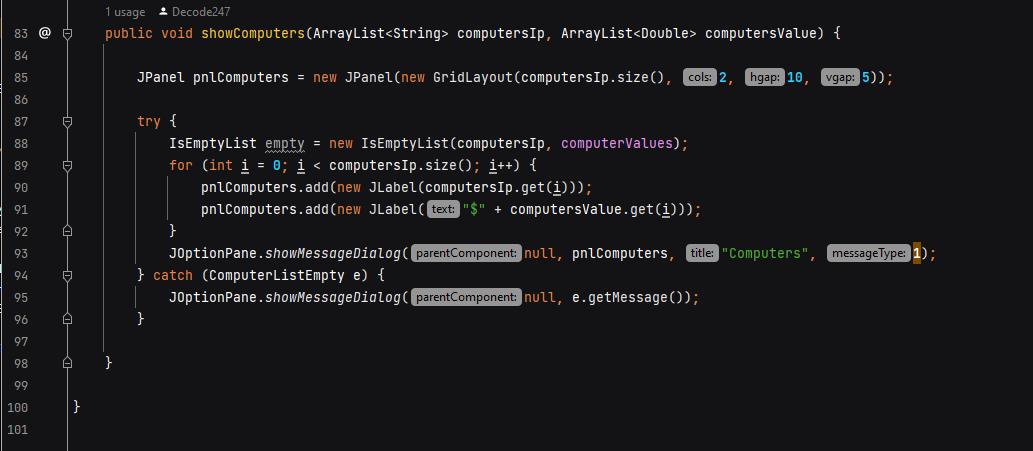 1 usage Decode247
83 @ public void showComputers(ArrayList<String> computersIp, ArrayList<Double> computersValue) {
84
85 JPanel pnlComputers = new JPanel(new GridLayout(computersIp.size(), cols: 2, hgap: 10, vgap: 5));
86
87 try {
88 IsEmptyList empty = new IsEmptyList(computersIp, computerValues);
89 for (int i = 0; i < computersIp.size(); i++) {
90 pnlComputers.add(new JLabel(computersIp.get(i)));
91 pnlComputers.add(new JLabel( text: "$" + computersValue.get(i)));
92 }
93 JOptionPane.showMessageDialog( parentComponent: null, pnlComputers, title: "Computers", messageType: 1);
94 } catch (ComputerListEmpty e) {
95 JOptionPane.showMessageDialog( parentComponent: null, e.getMessage());
96 }
97
98 }
99
100 }
101